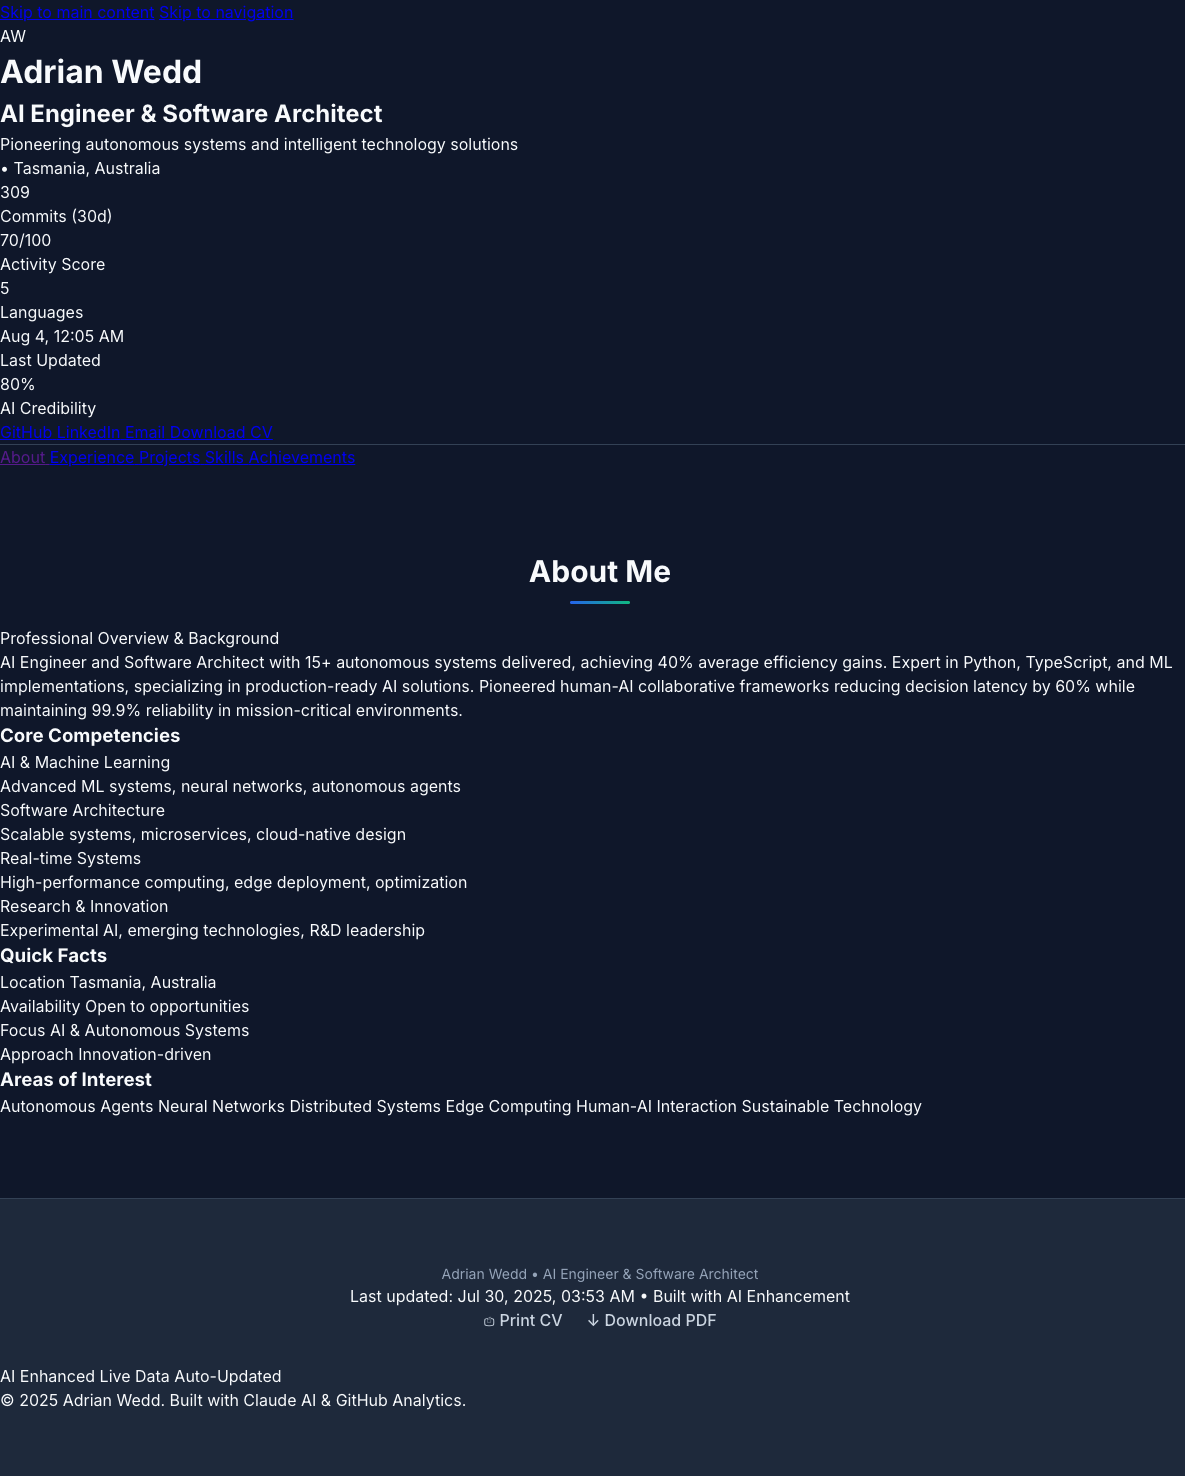 Skip to main content Skip to navigation
AW
Adrian Wedd
AI Engineer & Software Architect
Pioneering autonomous systems and intelligent technology solutions
• Tasmania, Australia
309
Commits (30d)
70/100
Activity Score
5
Languages
Aug 4, 12:05 AM
Last Updated
80%
AI Credibility
GitHub LinkedIn Email Download CV
About Experience Projects Skills Achievements
About Me
Professional Overview & Background
AI Engineer and Software Architect with 15+ autonomous systems delivered, achieving 40% average efficiency gains. Expert in Python, TypeScript, and ML
implementations, specializing in production-ready AI solutions. Pioneered human-AI collaborative frameworks reducing decision latency by 60% while
maintaining 99.9% reliability in mission-critical environments.
Core Competencies
AI & Machine Learning
Advanced ML systems, neural networks, autonomous agents
Software Architecture
Scalable systems, microservices, cloud-native design
Real-time Systems
High-performance computing, edge deployment, optimization
Research & Innovation
Experimental AI, emerging technologies, R&D leadership
Quick Facts
Location Tasmania, Australia
Availability Open to opportunities
Focus AI & Autonomous Systems
Approach Innovation-driven
Areas of Interest
Autonomous Agents Neural Networks Distributed Systems Edge Computing Human-AI Interaction Sustainable Technology
Adrian Wedd • AI Engineer & Software Architect
Last updated: Jul 30, 2025, 03:53 AM • Built with AI Enhancement
Print CV ↓ Download PDF
AI Enhanced Live Data Auto-Updated
© 2025 Adrian Wedd. Built with Claude AI & GitHub Analytics.